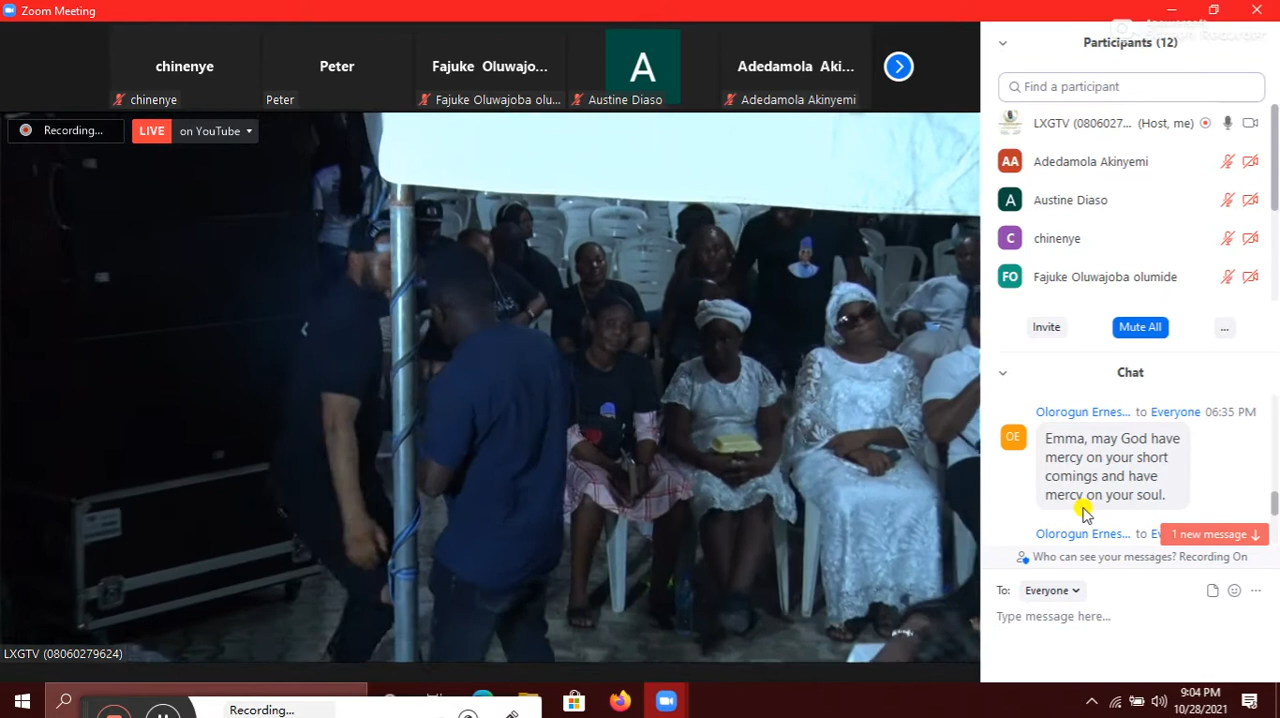 Zoom Meeting
chinenye
Peter
Fajuke Oluwajo...
A
Adedamola Aki...
chinenye
Peter
Fajuke Oluwajoba olu...
Austine Diaso
Adedamola Akinyemi
Recording...
LIVE on YouTube
LXGTV (08060279624)
Participants (12)
Find a participant
LXGTV (0806027... (Host, me)
AA Adedamola Akinyemi
A Austine Diaso
C chinenye
FO Fajuke Oluwajoba olumide
Invite
Mute All
...
Chat
Olorogun Ernes... to Everyone 06:35 PM
OE
Emma, may God have
mercy on your short
comings and have
mercy on your soul.
Olorogun Ernes... to Ev
1 new message
Who can see your messages? Recording On
To: Everyone
Type message here...
Recording...
9:04 PM
10/28/2021